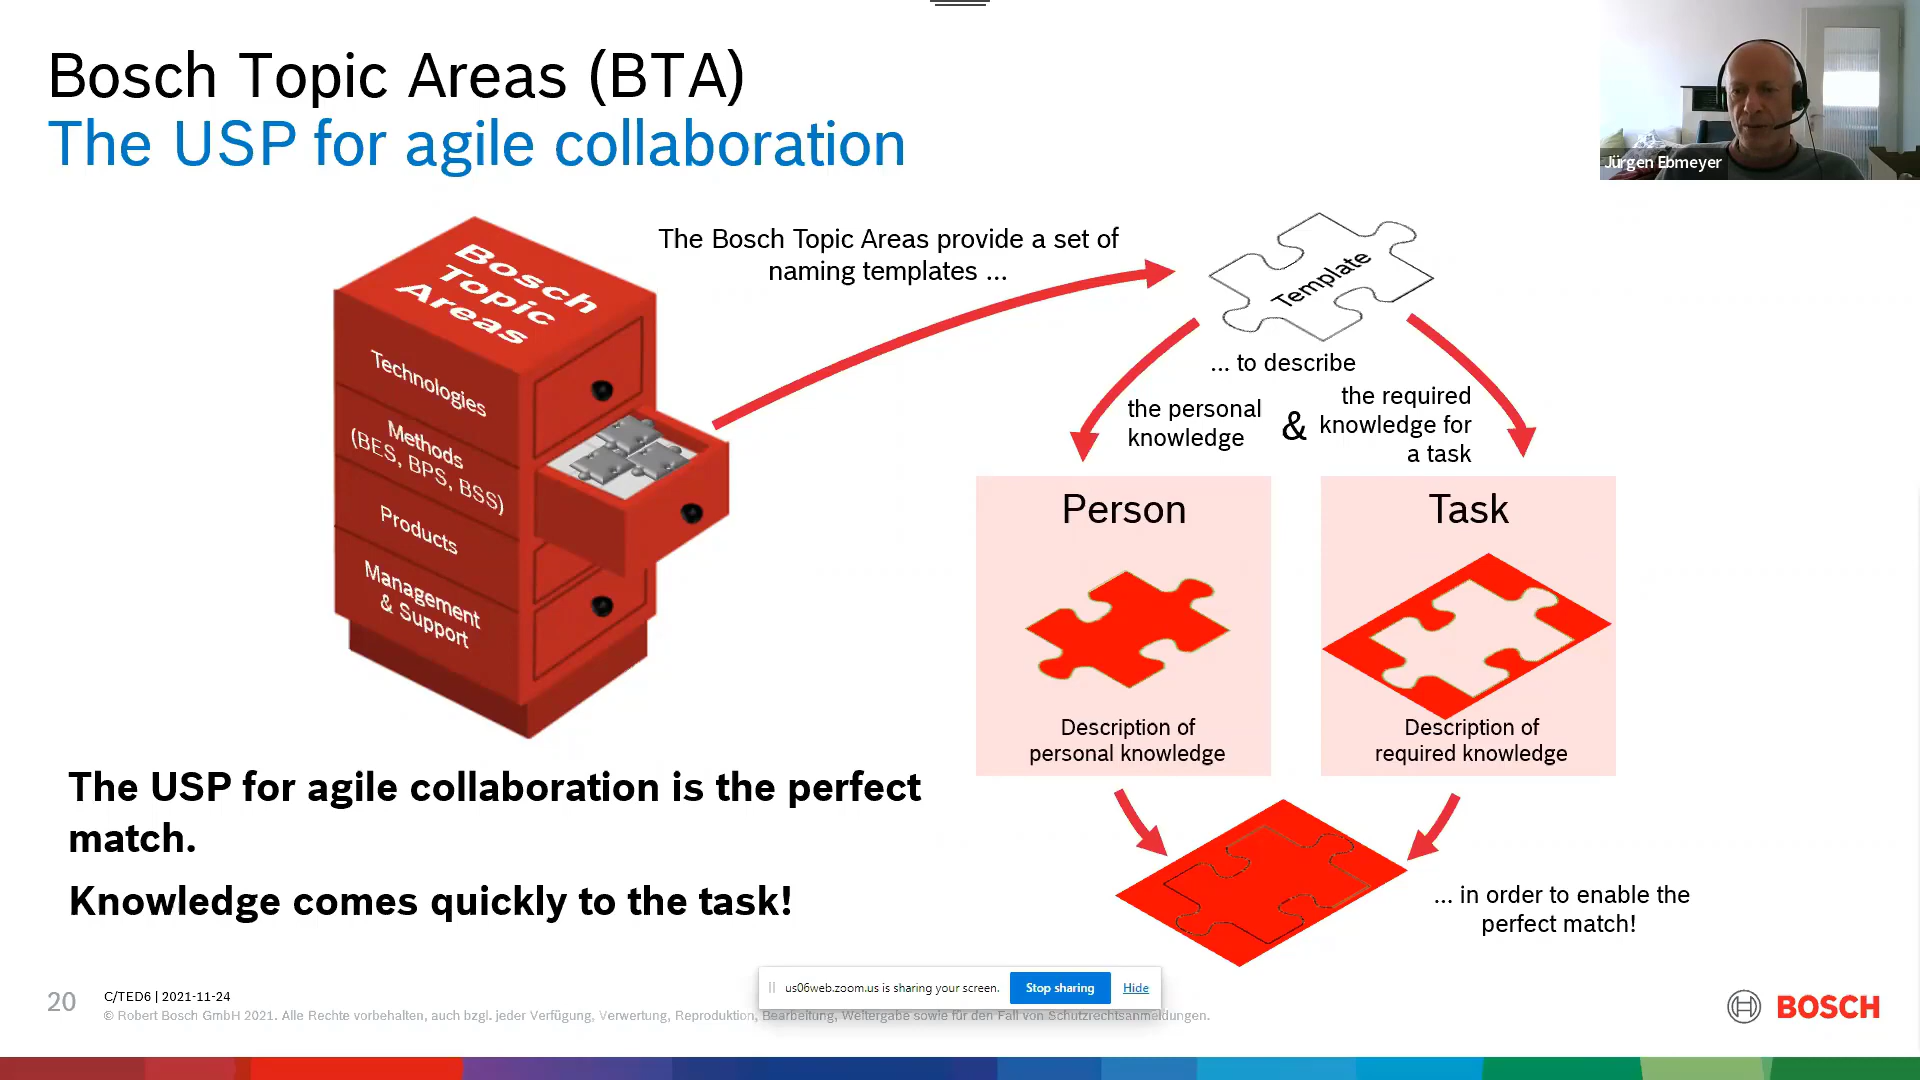 Bosch Topic Areas (BTA)
The USP for agile collaboration
Jürgen Ebmeyer
Bosch
Topic
Areas
Technologies
Methods
(BES, BPS, BSS)
Products
Management
& Support
The Bosch Topic Areas provide a set of
naming templates ...
Template
... to describe
the personal
knowledge
&
the required
knowledge for
a task
Person
Description of
personal knowledge
Task
Description of
required knowledge
... in order to enable the
perfect match!
The USP for agile collaboration is the perfect
match.
Knowledge comes quickly to the task!
us06web.zoom.us is sharing your screen.
Stop sharing
Hide
20
C/TED6 | 2021-11-24
© Robert Bosch GmbH 2021. Alle Rechte vorbehalten, auch bzgl. jeder Verfügung, Verwertung, Reproduktion, Bearbeitung, Weitergabe sowie für den Fall von Schutzrechtsanmeldungen.
BOSCH